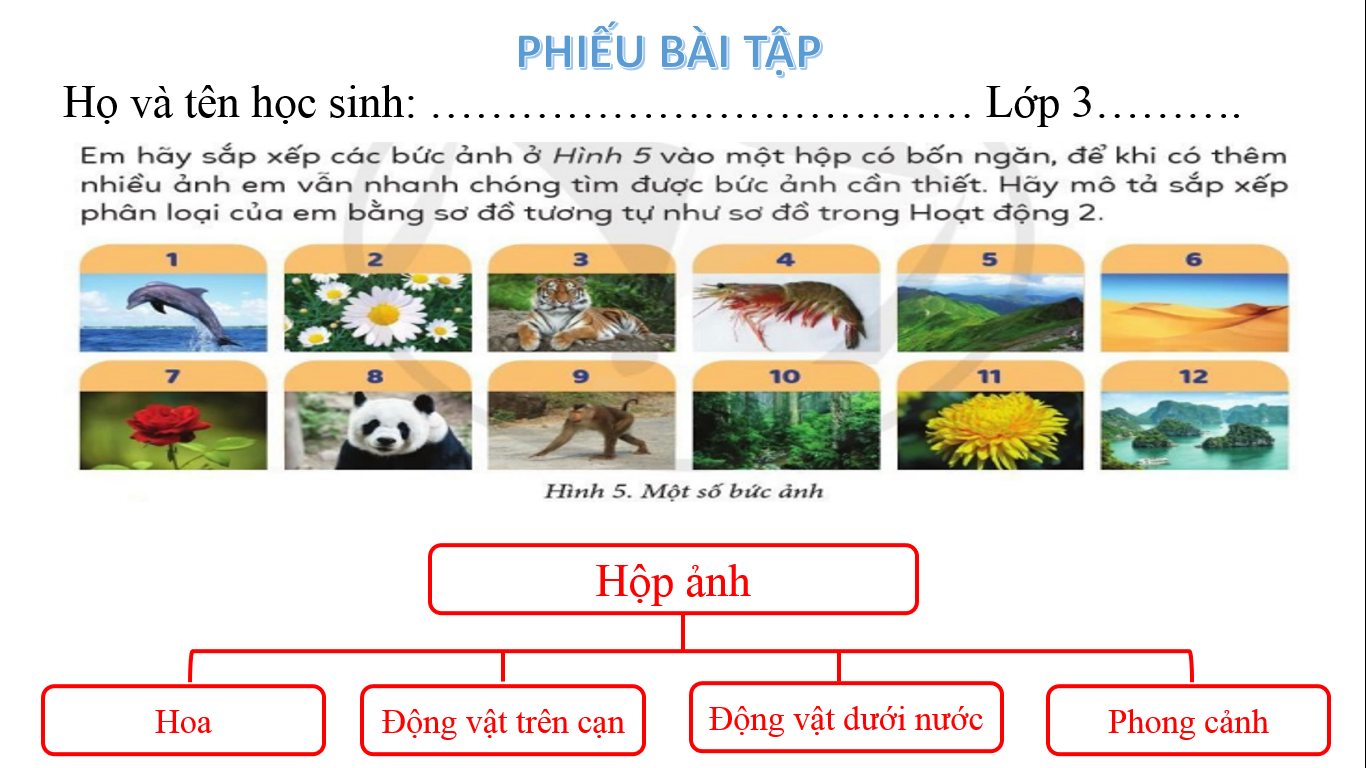 PHIẾU BÀI TẬP
Họ và tên học sinh: ……………………………… Lớp 3……….
Em hãy sắp xếp các bức ảnh ở Hình 5 vào một hộp có bốn ngăn, để khi có thêm
nhiều ảnh em vẫn nhanh chóng tìm được bức ảnh cần thiết. Hãy mô tả sắp xếp
phân loại của em bằng sơ đồ tương tự như sơ đồ trong Hoạt động 2.
1 2 3 4 5 6
7 8 9 10 11 12
Hình 5. Một số bức ảnh
Hộp ảnh
Hoa Động vật trên cạn Động vật dưới nước Phong cảnh